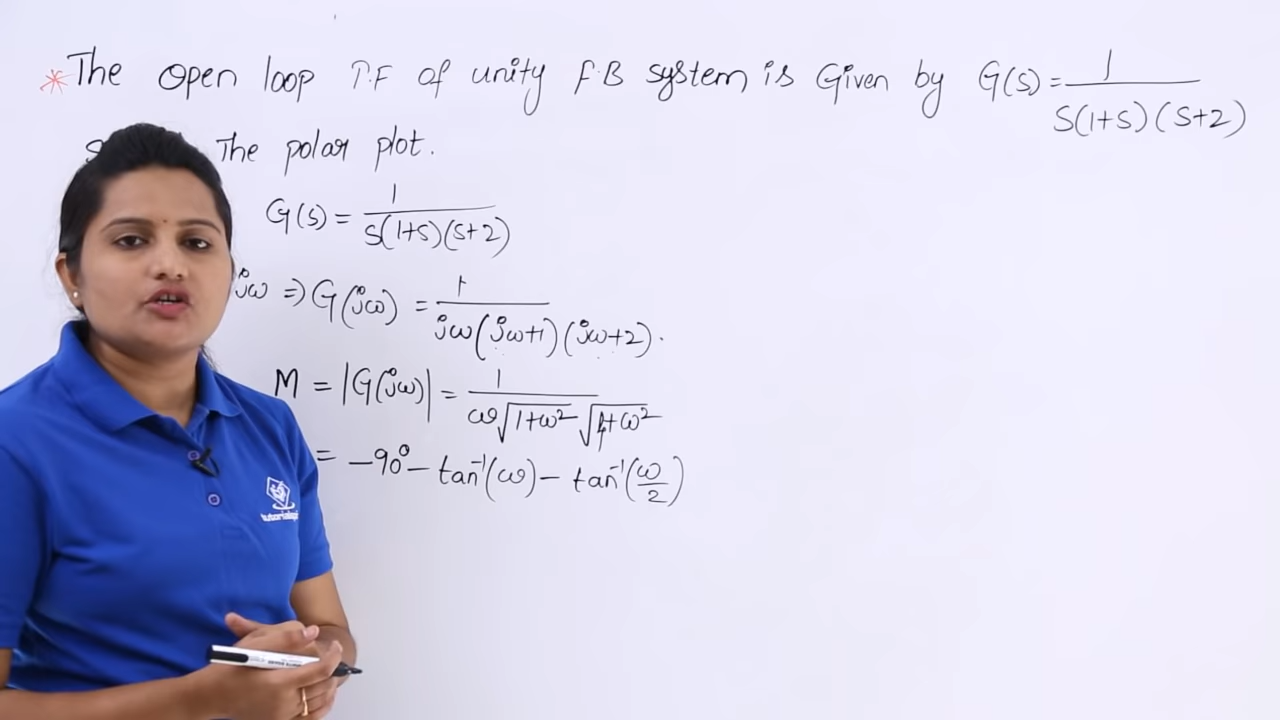 *The open loop T.F of unity F.B system is Given by G(s)=1/S(1+S)(S+2)
The polar plot.
G(s) = 1/S(1+S)(S+2)
jω ⇒ G(jω) = 1/jω(jω+1)(jω+2).
M = |G(jω)| = 1/ω√1+ω² √4+ω²
= -90° - tan⁻¹(ω) - tan⁻¹(ω/2)